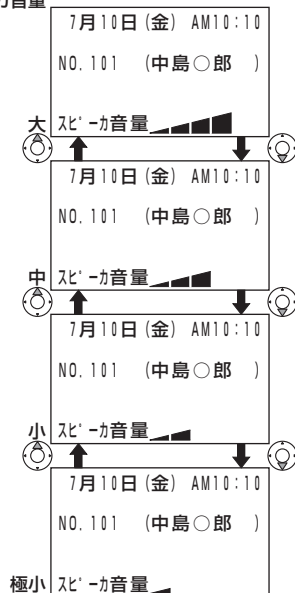 7月10日(金) AM10:10
NO.101 (中島○郎 )
大 スピーカ音量
7月10日(金) AM10:10
NO.101 (中島○郎 )
中 スピーカ音量
7月10日(金) AM10:10
NO.101 (中島○郎 )
小 スピーカ音量
7月10日(金) AM10:10
NO.101 (中島○郎 )
極小 スピーカ音量